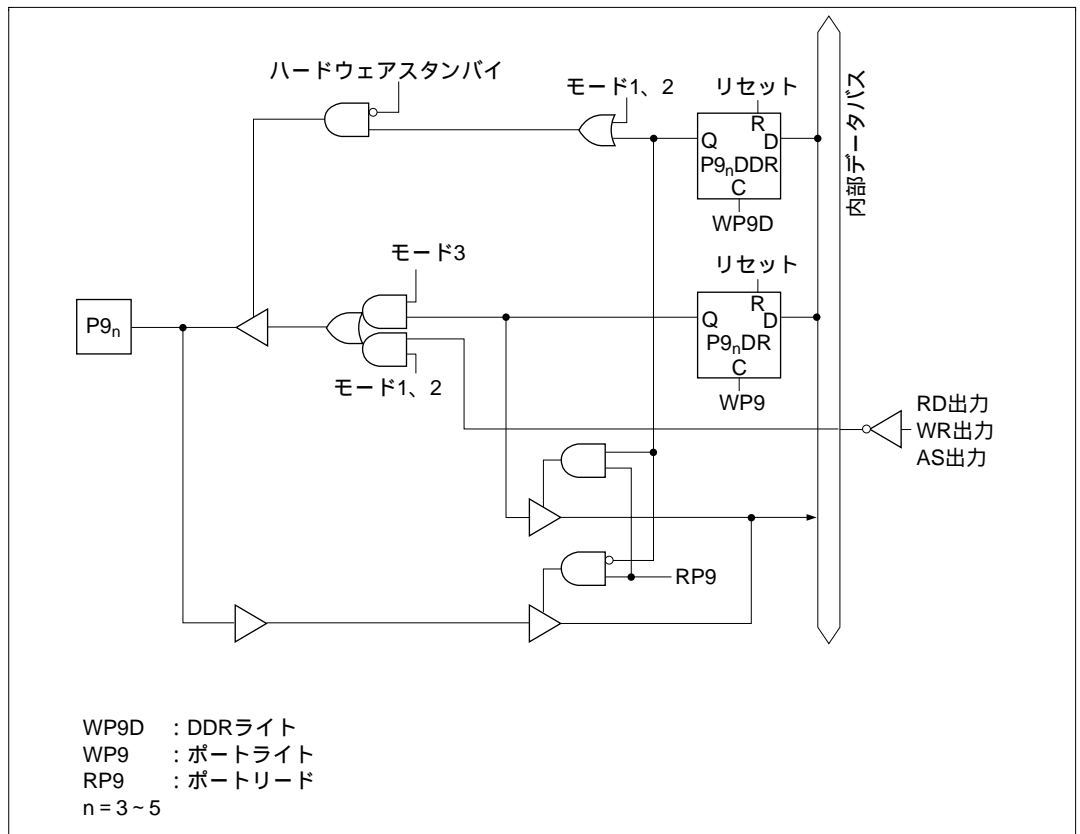 ハードウェアスタンバイ
モード1、2
リセット
R
Q D
P9nDDR
C
WP9D
内部データバス
モード3
リセット
R
Q D
P9nDR
C
WP9
P9n
モード1、2
RD出力
WR出力
AS出力
RP9
WP9D :DDRライト
WP9 :ポートライト
RP9 :ポートリード
n = 3 ~ 5